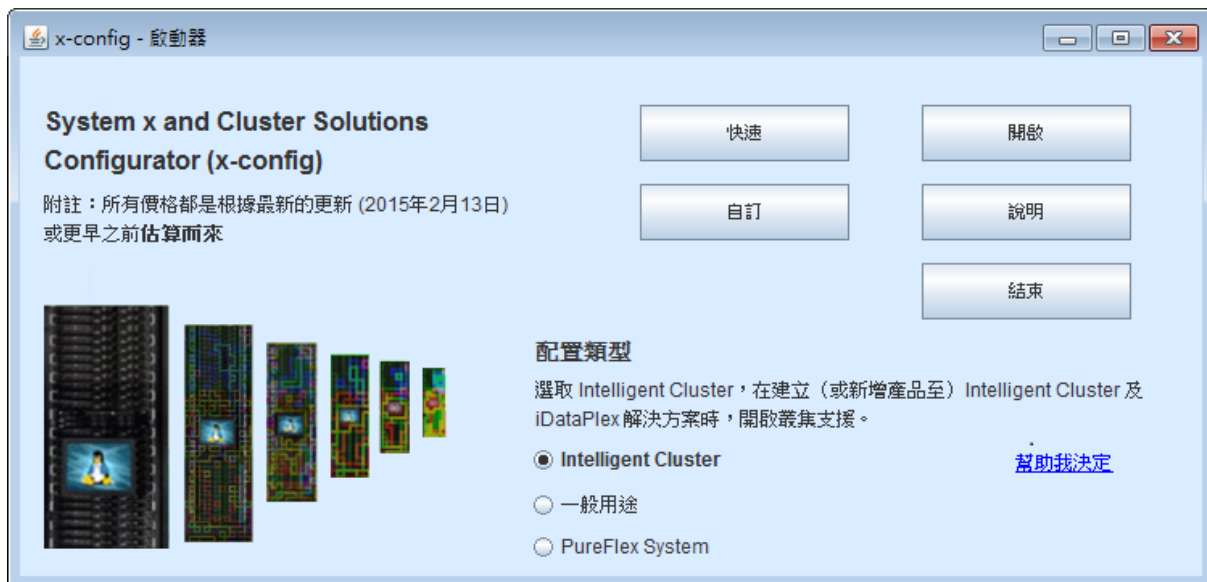 x-config - 啟動器
System x and Cluster Solutions
Configurator (x-config)
附註：所有價格都是根據最新的更新 (2015年2月13日)
或更早之前估算而來
快速
開啟
自訂
說明
結束
配置類型
選取 Intelligent Cluster，在建立（或新增產品至）Intelligent Cluster 及
iDataPlex 解決方案時，開啟叢集支援。
Intelligent Cluster
幫助我決定
一般用途
PureFlex System